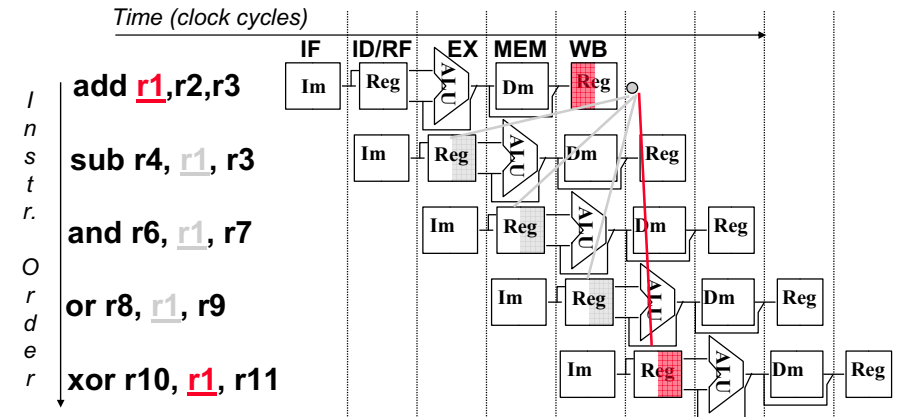 Time (clock cycles)
IF ID/RF EX MEM WB
Instr. Order
add r1,r2,r3
Im Reg ALU Dm Reg
sub r4, r1, r3
Im Reg ALU Dm Reg
and r6, r1, r7
Im Reg ALU Dm Reg
or r8, r1, r9
Im Reg ALU Dm Reg
xor r10, r1, r11
Im Reg ALU Dm Reg